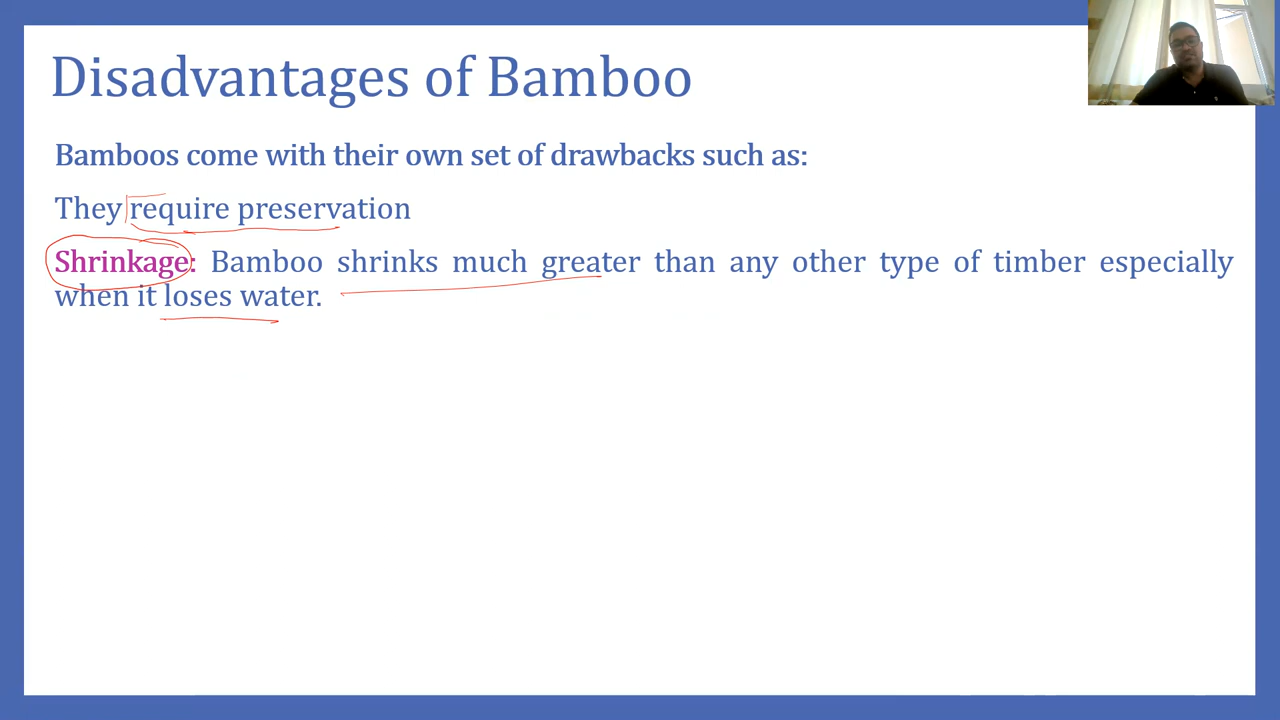 Disadvantages of Bamboo
Bamboos come with their own set of drawbacks such as:
They require preservation
Shrinkage: Bamboo shrinks much greater than any other type of timber especially
when it loses water.